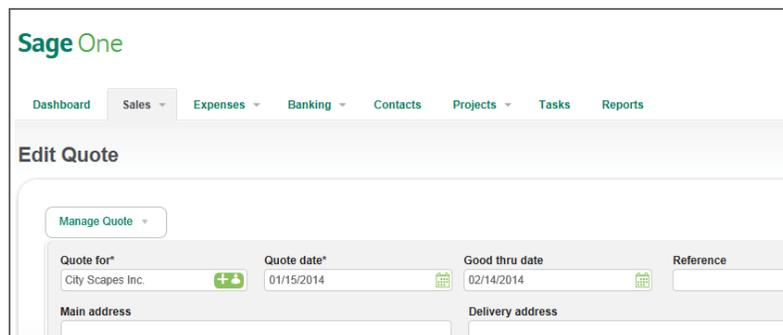 Sage One
Dashboard Sales Expenses Banking Contacts Projects Tasks Reports
Edit Quote
Manage Quote
Quote for* Quote date* Good thru date Reference
City Scapes Inc. 01/15/2014 02/14/2014
Main address Delivery address